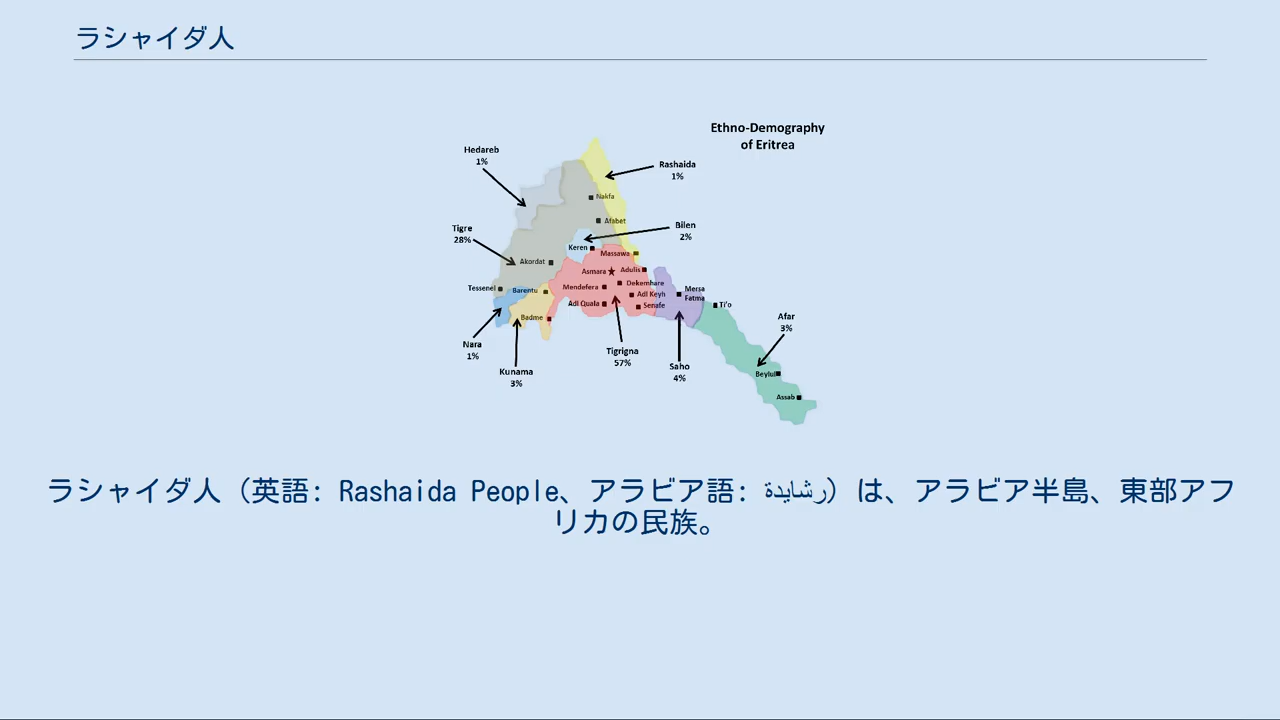 ラシャイダ人
Ethno-Demography
of Eritrea
Hedareb
1%
Rashaida
1%
Nakfa
Afabet
Tigre
28%
Bilen
2%
Keren
Massawa
Akordat
Asmara
Adulis
Tessenei
Barentu
Mendefera
Dekemhare
Adi Keyh
Mersa
Fatma
Adi Quala
Senafe
Ti'o
Badme
Afar
3%
Nara
1%
Kunama
3%
Tigrigna
57%
Saho
4%
Beylul
Assab
ラシャイダ人（英語: Rashaida People、アラビア語: رشايدة）は、アラビア半島、東部アフ
リカの民族。